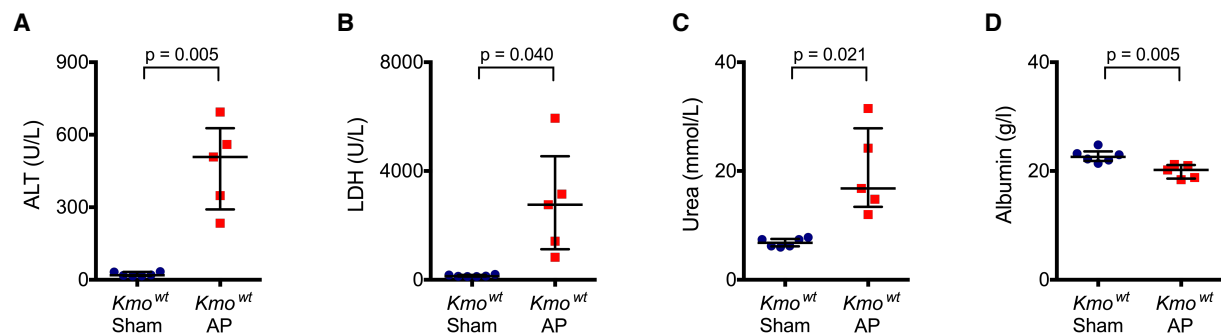 A
p = 0.005
900
600
300
0
ALT (U/L)
Kmo wt Sham
Kmo wt AP
B
p = 0.040
8000
4000
0
LDH (U/L)
Kmo wt Sham
Kmo wt AP
C
p = 0.021
40
20
0
Urea (mmol/L)
Kmo wt Sham
Kmo wt AP
D
p = 0.005
40
20
0
Albumin (g/l)
Kmo wt Sham
Kmo wt AP